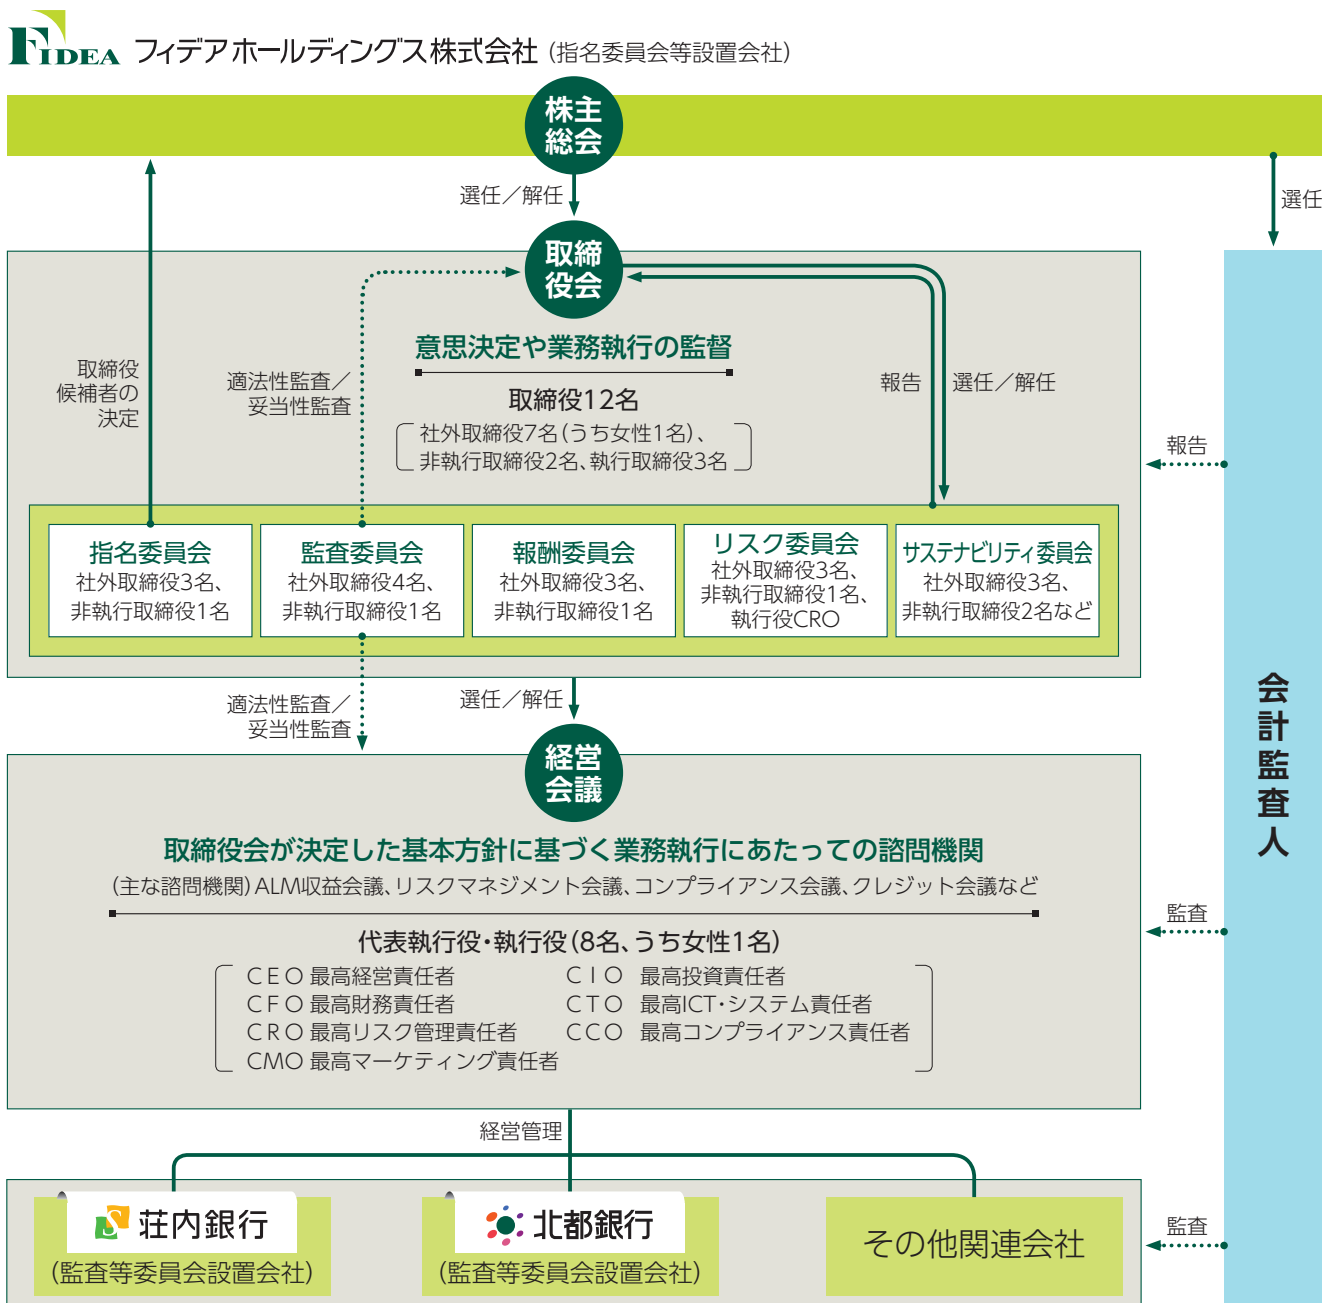 FIDEA フィデアホールディングス株式会社（指名委員会等設置会社）
株主
総会
選任／解任
選任
取締
役会
意思決定や業務執行の監督
取締役12名
社外取締役7名（うち女性1名）、
非執行取締役2名、執行取締役3名
取締役
候補者の
決定
適法性監査／
妥当性監査
報告
選任／解任
報告
指名委員会
社外取締役3名、
非執行取締役1名
監査委員会
社外取締役4名、
非執行取締役1名
報酬委員会
社外取締役3名、
非執行取締役1名
リスク委員会
社外取締役3名、
非執行取締役1名、
執行役CRO
サステナビリティ委員会
社外取締役3名、
非執行取締役2名など
適法性監査／
妥当性監査
選任／解任
会計監査人
経営
会議
取締役会が決定した基本方針に基づく業務執行にあたっての諮問機関
（主な諮問機関）ALM収益会議、リスクマネジメント会議、コンプライアンス会議、クレジット会議など
監査
代表執行役・執行役（8名、うち女性1名）
CEO 最高経営責任者 CIO 最高投資責任者
CFO 最高財務責任者 CTO 最高ICT・システム責任者
CRO 最高リスク管理責任者 CCO 最高コンプライアンス責任者
CMO 最高マーケティング責任者
経営管理
荘内銀行
（監査等委員会設置会社）
北都銀行
（監査等委員会設置会社）
その他関連会社
監査